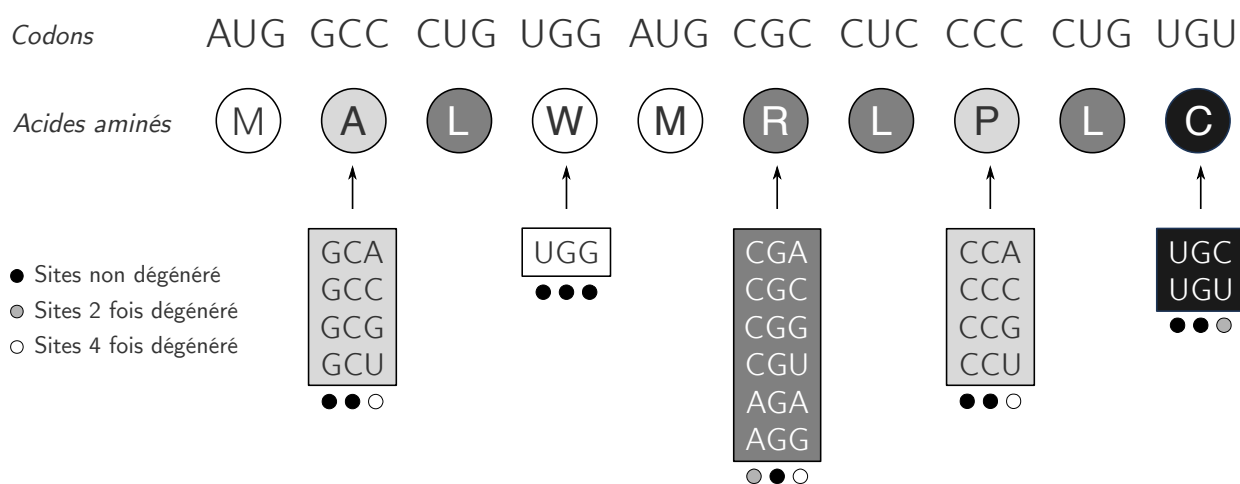 Codons AUG GCC CUG UGG AUG CGC CUC CCC CUG UGU
Acides aminés M A L W M R L P L C
Sites non dégénéré
Sites 2 fois dégénéré
Sites 4 fois dégénéré
GCA
GCC
GCG
GCU
UGG
CGA
CGC
CGG
CGU
AGA
AGG
CCA
CCC
CCG
CCU
UGC
UGU